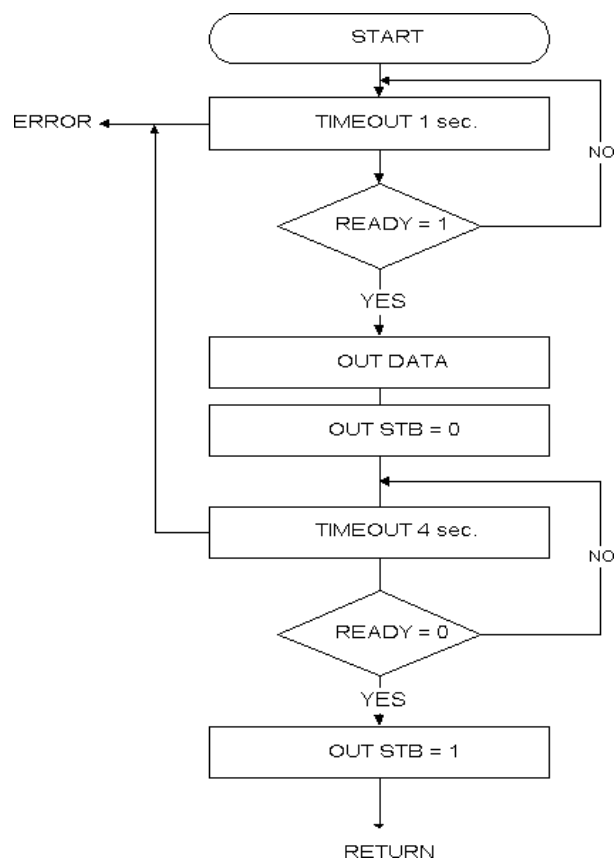 START
ERROR
TIMEOUT 1 sec.
NO
READY = 1
YES
OUT DATA
OUT STB = 0
TIMEOUT 4 sec.
NO
READY = 0
YES
OUT STB = 1
RETURN